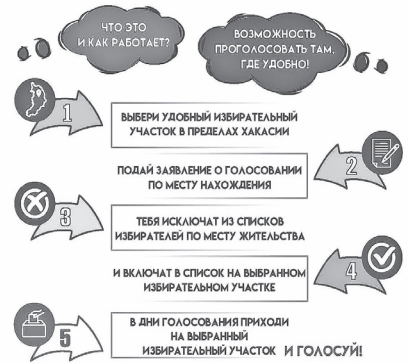 ЧТО ЭТО
И КАК РАБОТАЕТ?
ВОЗМОЖНОСТЬ
ПРОГОЛОСОВАТЬ ТАМ,
ГДЕ УДОБНО!
1
ВЫБЕРИ УДОБНЫЙ ИЗБИРАТЕЛЬНЫЙ
УЧАСТОК В ПРЕДЕЛАХ ХАКАСИИ
2
ПОДАЙ ЗАЯВЛЕНИЕ О ГОЛОСОВАНИИ
ПО МЕСТУ НАХОЖДЕНИЯ
3
ТЕБЯ ИСКЛЮЧАТ ИЗ СПИСКОВ
ИЗБИРАТЕЛЕЙ ПО МЕСТУ ЖИТЕЛЬСТВА
4
И ВКЛЮЧАТ В СПИСОК НА ВЫБРАННОМ
ИЗБИРАТЕЛЬНОМ УЧАСТКЕ
5
В ДНИ ГОЛОСОВАНИЯ ПРИХОДИ
НА ВЫБРАННЫЙ
ИЗБИРАТЕЛЬНЫЙ УЧАСТОК И ГОЛОСУЙ!